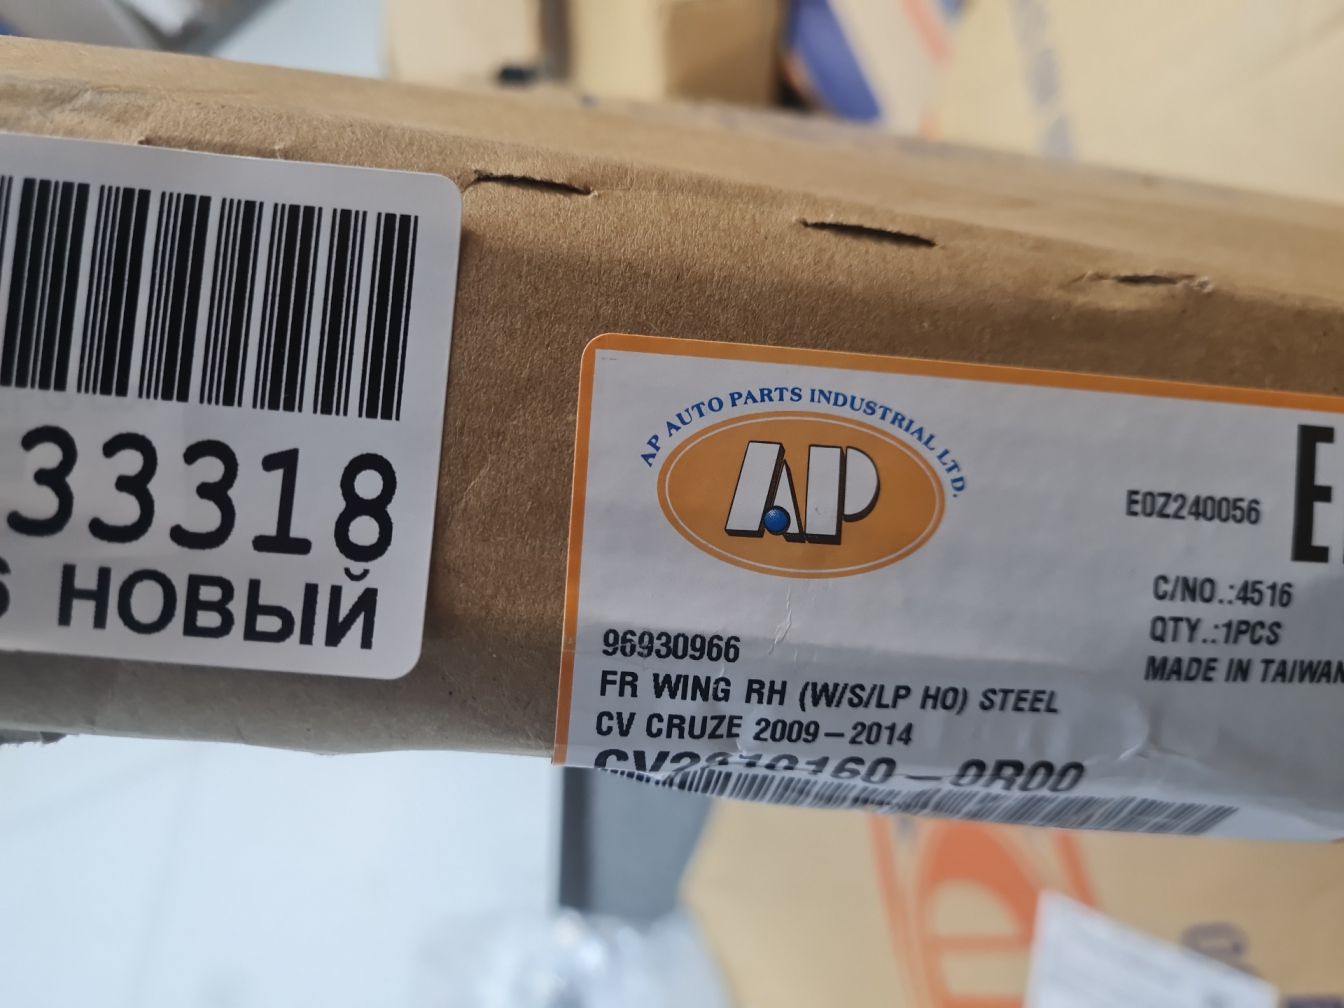 33318
НОВЫЙ
AP AUTO PARTS INDUSTRIAL LTD.
AP
E0Z240056
C/NO.:4516
QTY.:1PCS
MADE IN TAIWAN
96930966
FR WING RH (W/S/LP HO) STEEL
CV CRUZE 2009-2014